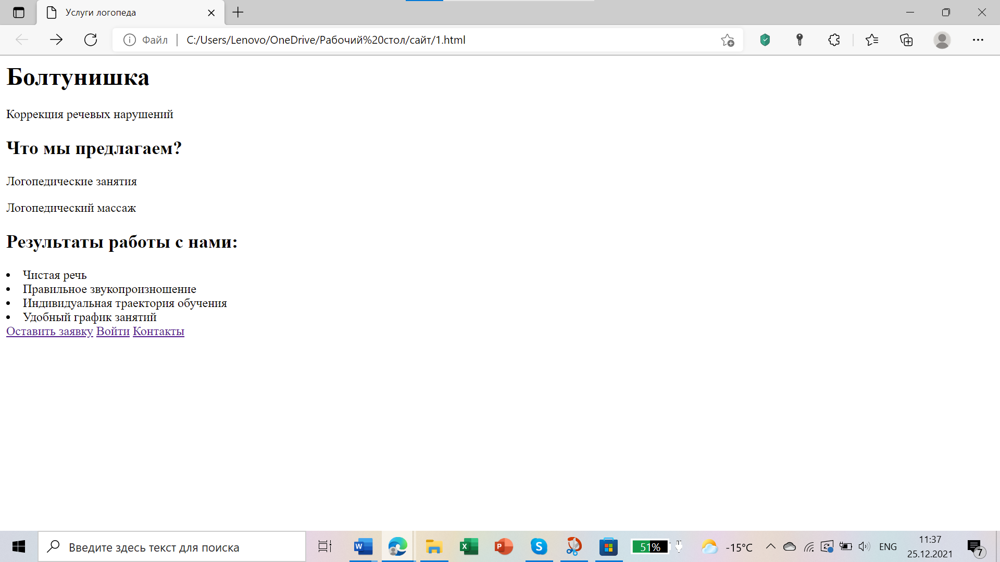 Услуги логопеда
Файл
C:/Users/Lenovo/OneDrive/Рабочий%20стол/сайт/1.html
Болтунишка
Коррекция речевых нарушений
Что мы предлагаем?
Логопедические занятия
Логопедический массаж
Результаты работы с нами:
Чистая речь
Правильное звукопроизношение
Индивидуальная траектория обучения
Удобный график занятий
Оставить заявку Войти Контакты
Введите здесь текст для поиска
W
X
P
S
51%
-15°C
ENG
11:37
25.12.2021
7